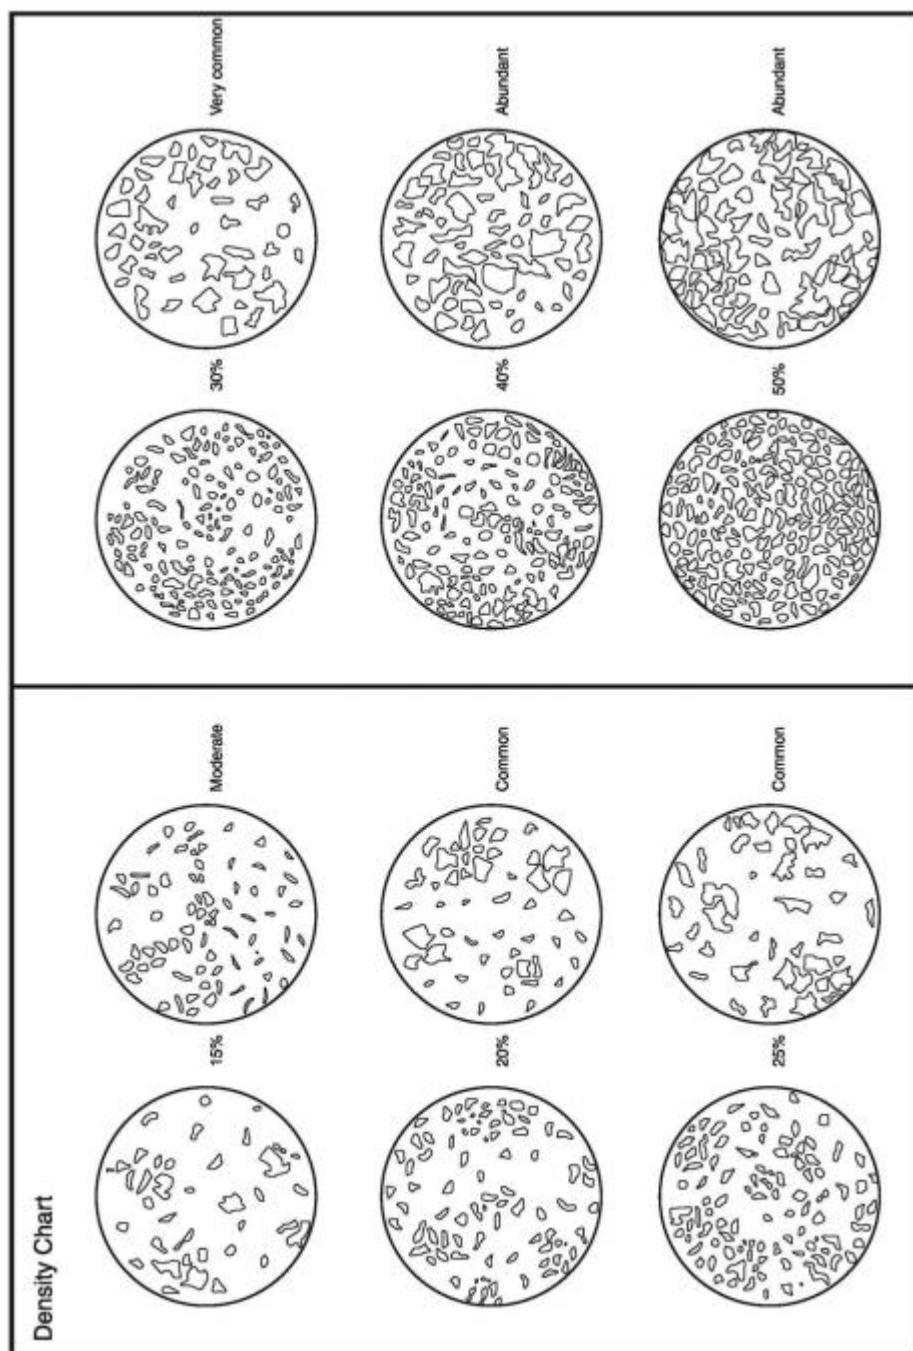 Density Chart
15%
Moderate
30%
Very common
20%
Common
40%
Abundant
25%
Common
50%
Abundant